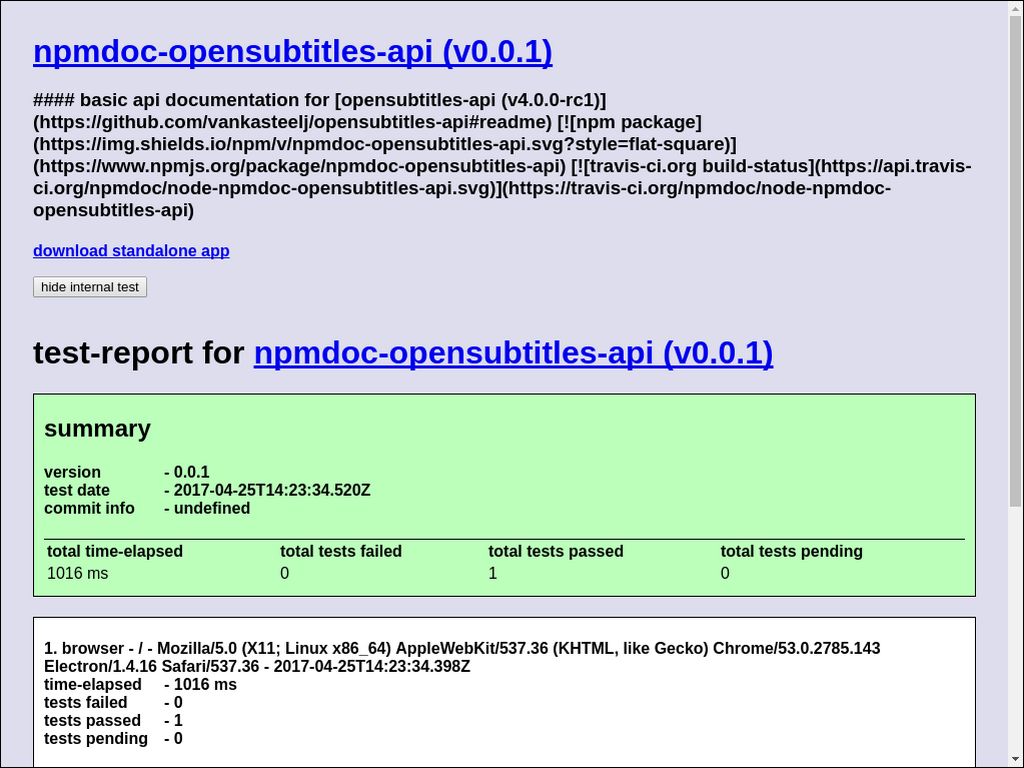 npmdoc-opensubtitles-api (v0.0.1)
#### basic api documentation for [opensubtitles-api (v4.0.0-rc1)]
(https://github.com/vankasteelj/opensubtitles-api#readme) [![npm package]
(https://img.shields.io/npm/v/npmdoc-opensubtitles-api.svg?style=flat-square)]
(https://www.npmjs.org/package/npmdoc-opensubtitles-api) [![travis-ci.org build-status](https://api.travis-
ci.org/npmdoc/node-npmdoc-opensubtitles-api.svg)](https://travis-ci.org/npmdoc/node-npmdoc-
opensubtitles-api)
download standalone app
hide internal test
test-report for npmdoc-opensubtitles-api (v0.0.1)
summary
version - 0.0.1
test date - 2017-04-25T14:23:34.520Z
commit info - undefined
total time-elapsed total tests failed total tests passed total tests pending
1016 ms 0 1 0
1. browser - / - Mozilla/5.0 (X11; Linux x86_64) AppleWebKit/537.36 (KHTML, like Gecko) Chrome/53.0.2785.143
Electron/1.4.16 Safari/537.36 - 2017-04-25T14:23:34.398Z
time-elapsed - 1016 ms
tests failed - 0
tests passed - 1
tests pending - 0